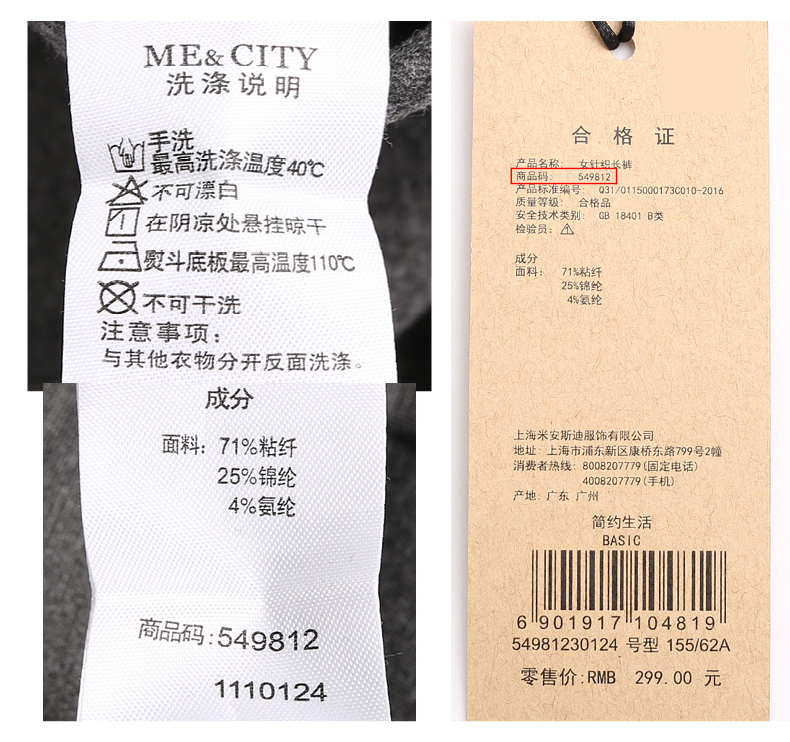 ME&CITY
洗涤说明
手洗
最高洗涤温度40℃
不可漂白
在阴凉处悬挂晾干
熨斗底板最高温度110℃
不可干洗
注意事项：
与其他衣物分开反面洗涤。
成分
面料：71%粘纤
25%锦纶
4%氨纶
商品码:549812
1110124
合格证
产品名称： 女针织长裤
商品码： 549812
产品标准编号： Q31/0115000173C010-2016
质量等级： 合格品
安全技术类别： GB 18401 B类
检验员：
成分
面料： 71%粘纤
25%锦纶
4%氨纶
上海米安斯迪服饰有限公司
地址: 上海市浦东新区康桥东路799号2幢
消费者热线: 8008207779(固定电话)
4008207779(手机)
产地: 广东 广州
简约生活
BASIC
6 901917 104819
54981230124 号型 155/62A
零售价:RMB 299.00 元